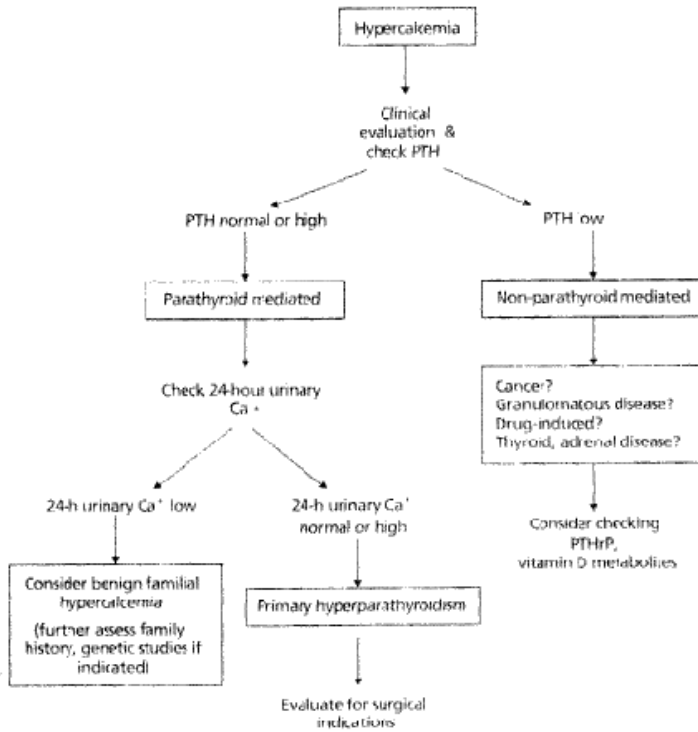 Hypercalcemia
Clinical
evaluation &
check PTH
PTH normal or high
PTH low
Parathyroid mediated
Non-parathyroid mediated
Check 24-hour urinary
Ca +
Cancer?
Granulomatous disease?
Drug-induced?
Thyroid, adrenal disease?
24-h urinary Ca+ low
24-h urinary Ca+
normal or high
Consider checking
PTHrP,
vitamin D metabolites
Consider benign familial
hypercalcemia
(further assess family
history, genetic studies if
indicated)
Primary hyperparathyroidism
Evaluate for surgical
indications